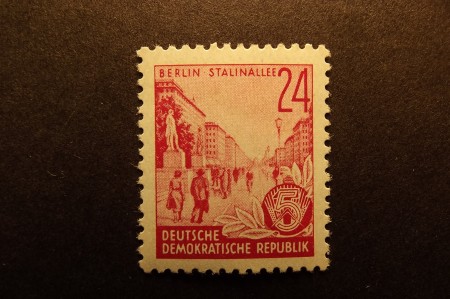 BERLIN - STALINALLEE
24
5
DEUTSCHE
DEMOKRATISCHE REPUBLIK